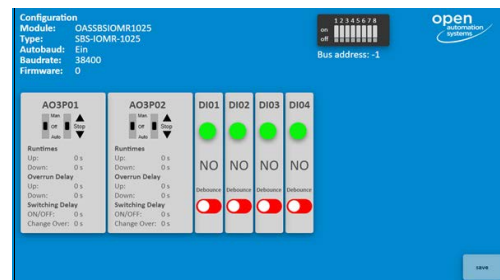 Configuration
Module: OASSBSIOMR1025
Type: SBS-IOMR-1025
Autobaud: Ein
Baudrate: 38400
Firmware: 0
1 2 3 4 5 6 7 8
on
off
Bus address: -1
open
automation
systems
AO3P01
Man
Off Stop
Auto
Runtimes
Up: 0 s
Down: 0 s
Overrun Delay
Up: 0 s
Down: 0 s
Switching Delay
ON/OFF: 0 s
Change Over: 0 s
AO3P02
Man
Off Stop
Auto
Runtimes
Up: 0 s
Down: 0 s
Overrun Delay
Up: 0 s
Down: 0 s
Switching Delay
ON/OFF: 0 s
Change Over: 0 s
DI01
NO
Debounce
DI02
NO
Debounce
DI03
NO
Debounce
DI04
NO
Debounce
save